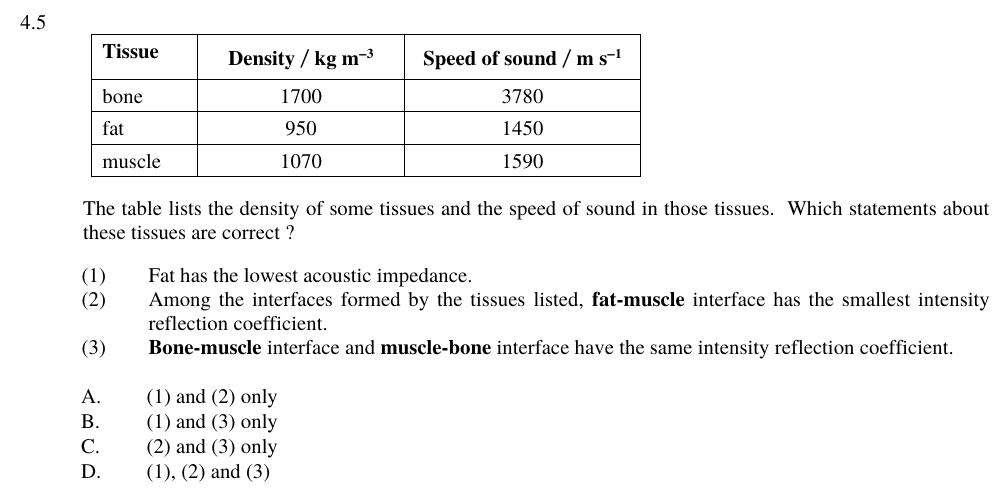 4.5
Tissue Density / kg m⁻³ Speed of sound / m s⁻¹
bone 1700 3780
fat 950 1450
muscle 1070 1590
The table lists the density of some tissues and the speed of sound in those tissues. Which statements about
these tissues are correct ?
(1) Fat has the lowest acoustic impedance.
(2) Among the interfaces formed by the tissues listed, fat-muscle interface has the smallest intensity
reflection coefficient.
(3) Bone-muscle interface and muscle-bone interface have the same intensity reflection coefficient.
A. (1) and (2) only
B. (1) and (3) only
C. (2) and (3) only
D. (1), (2) and (3)